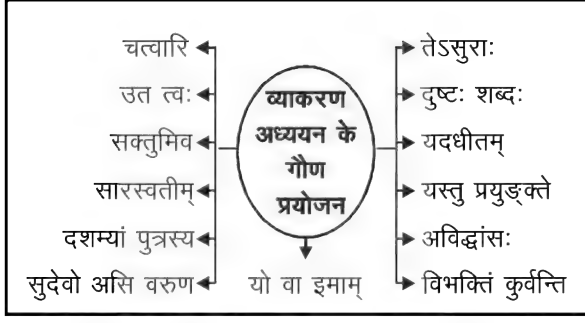 चत्वारि
उत त्वः
सक्तुमिव
सारस्वतीम्
दशम्यां पुत्रस्य
सुदेवो असि वरुण
व्याकरण
अध्ययन के
गौण
प्रयोजन
यो वा इमाम्
तेऽसुराः
दुष्टः शब्दः
यदधीतम्
यस्तु प्रयुङ्क्ते
अविद्वांसः
विभक्तिं कुर्वन्ति